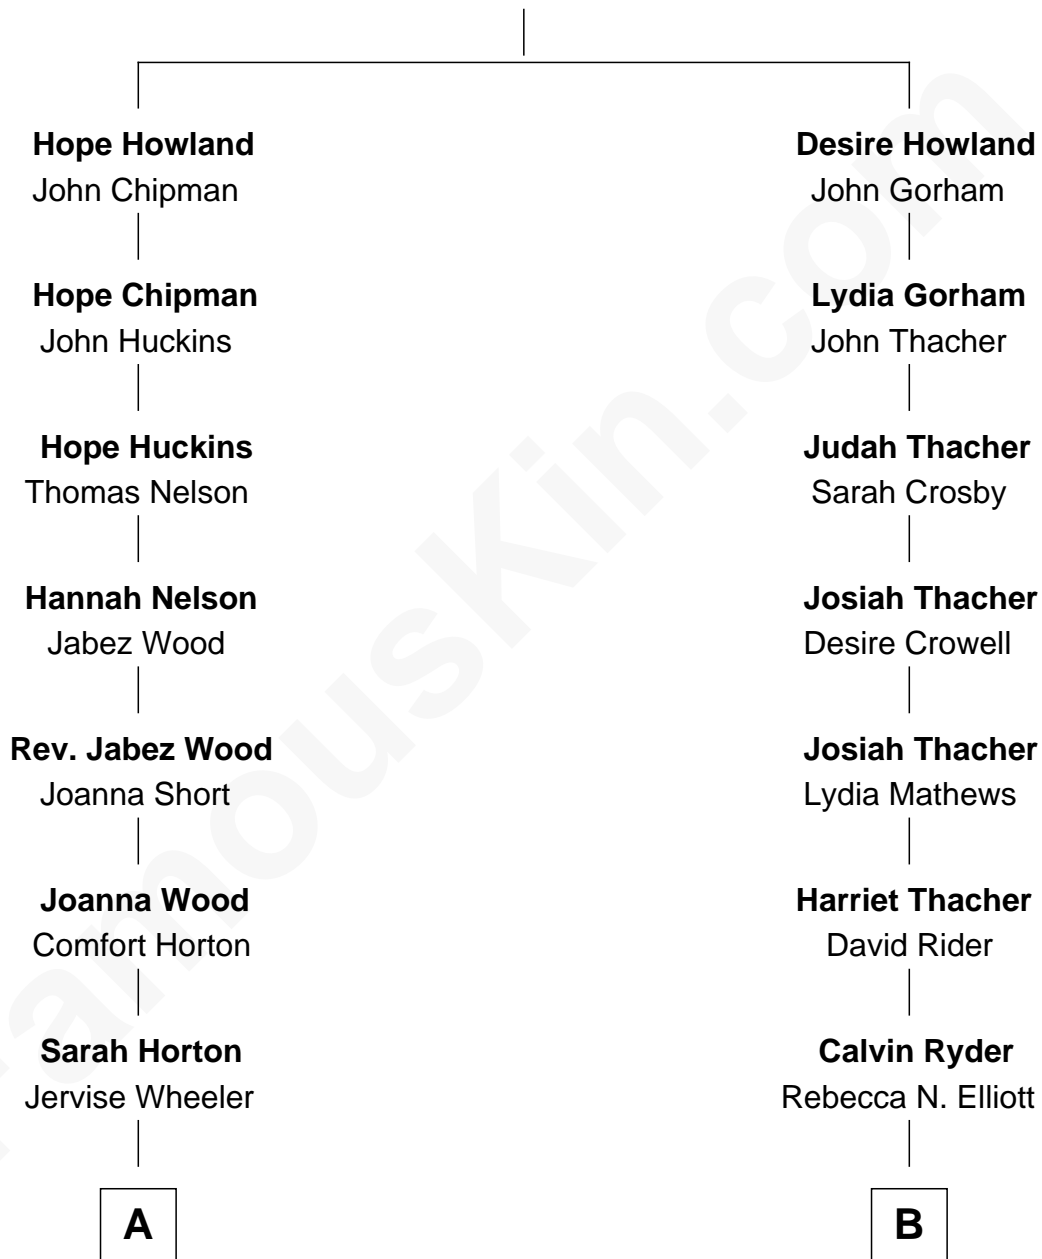 Hope Howland
John Chipman
Desire Howland
John Gorham
Hope Chipman
John Huckins
Lydia Gorham
John Thacher
Hope Huckins
Thomas Nelson
Judah Thacher
Sarah Crosby
Hannah Nelson
Jabez Wood
Josiah Thacher
Desire Crowell
Rev. Jabez Wood
Joanna Short
Josiah Thacher
Lydia Mathews
Joanna Wood
Comfort Horton
Harriet Thacher
David Rider
Sarah Horton
Jervise Wheeler
Calvin Ryder
Rebecca N. Elliott
A
B
FamousKin.com